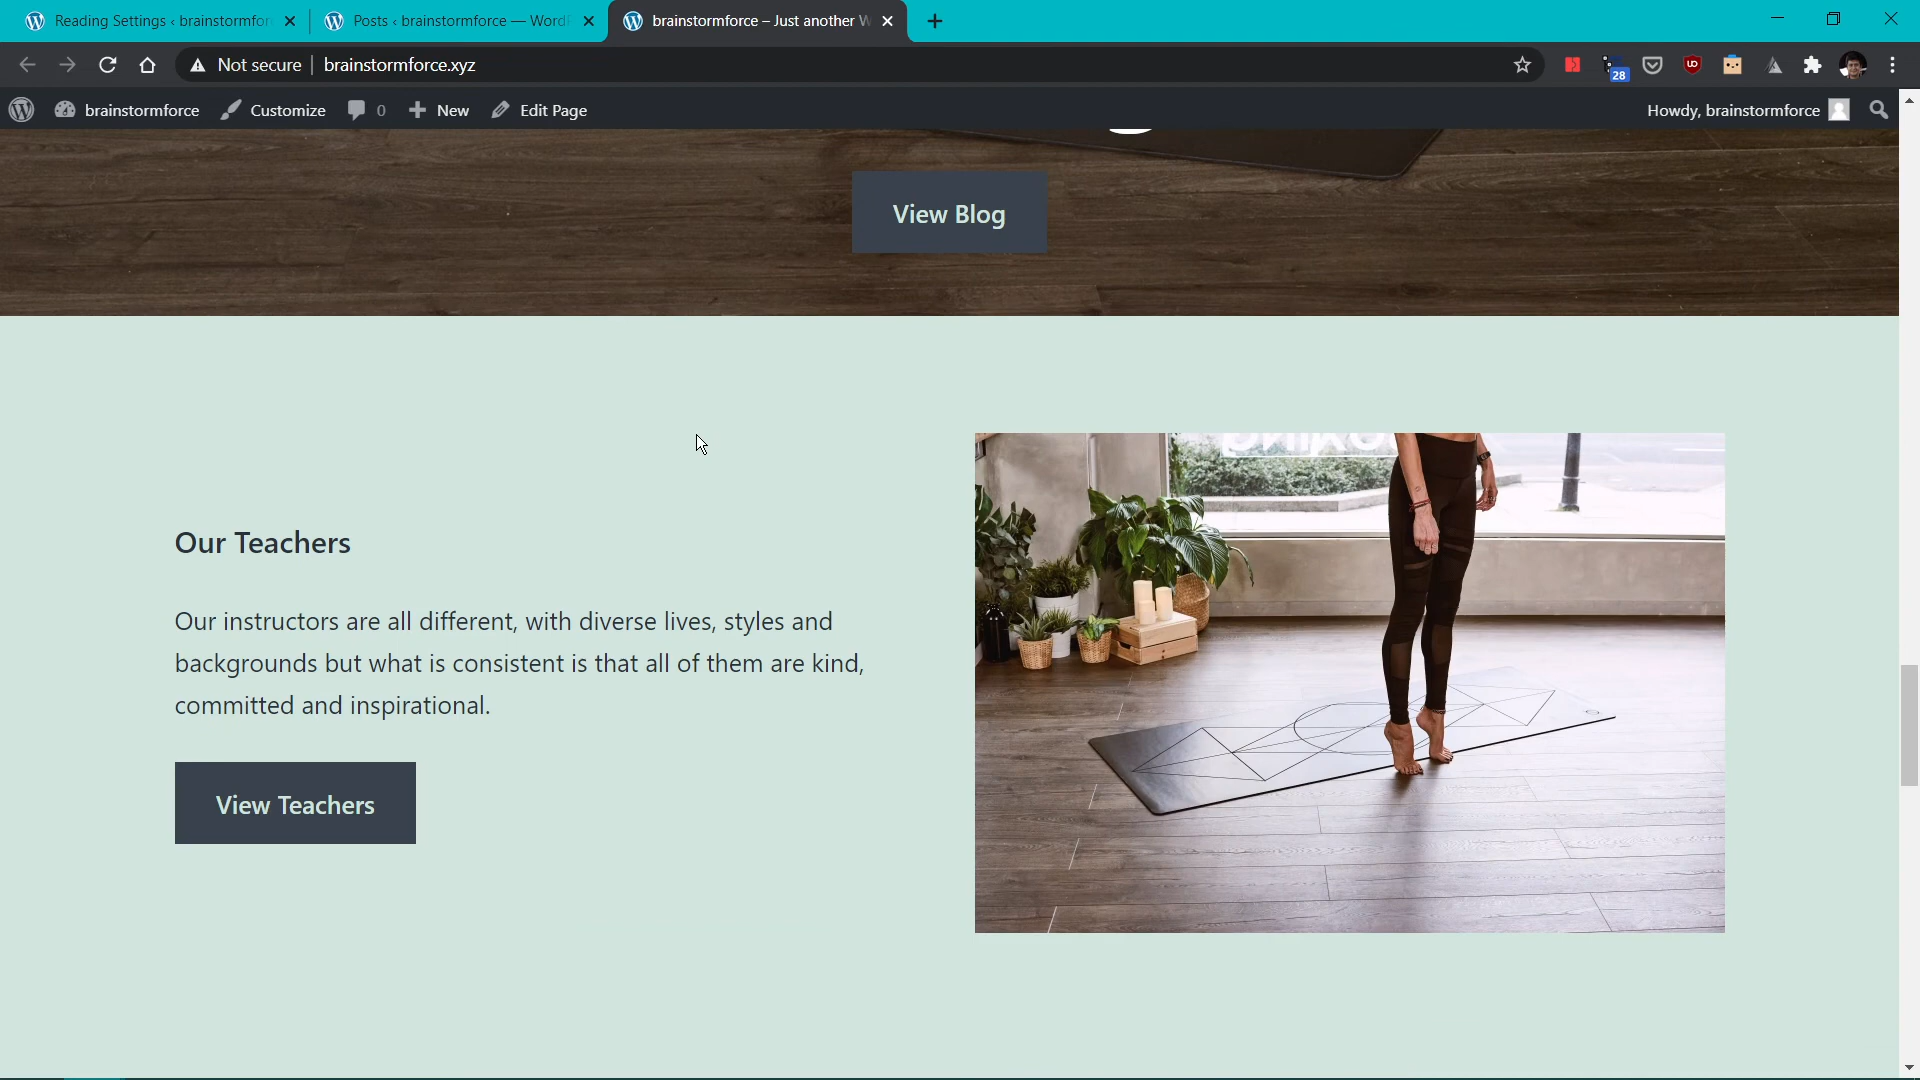 Reading Settings ‹ brainstormfor
Posts ‹ brainstormforce — Word
brainstormforce – Just another W
Not secure
brainstormforce.xyz
28
brainstormforce
Customize
0
New
Edit Page
Howdy, brainstormforce
View Blog
Our Teachers
Our instructors are all different, with diverse lives, styles and
backgrounds but what is consistent is that all of them are kind,
committed and inspirational.
View Teachers